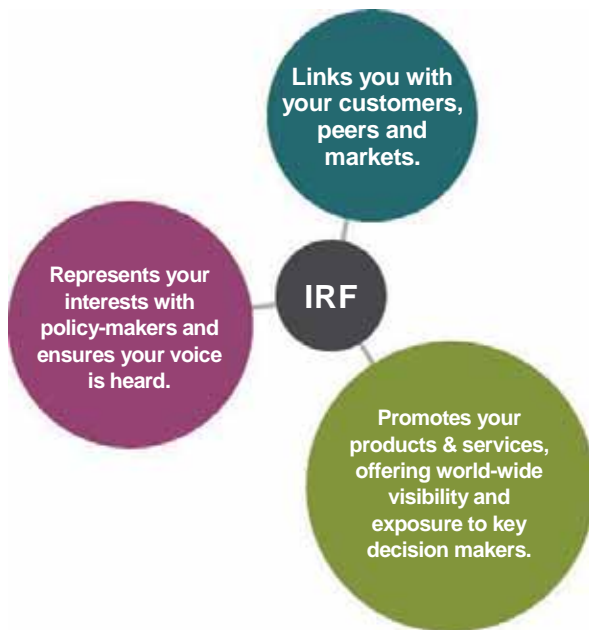 Links you with
your customers,
peers and
markets.
IRF
Represents your
interests with
policy-makers and
ensures your voice
is heard.
Promotes your
products & services,
offering world-wide
visibility and
exposure to key
decision makers.